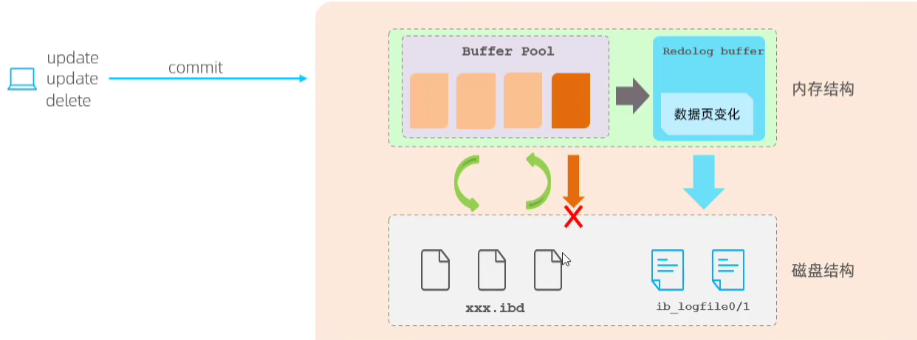 update
update
delete
commit
Buffer Pool
Redolog buffer
数据页变化
内存结构
xxx.ibd
ib_logfile0/1
磁盘结构